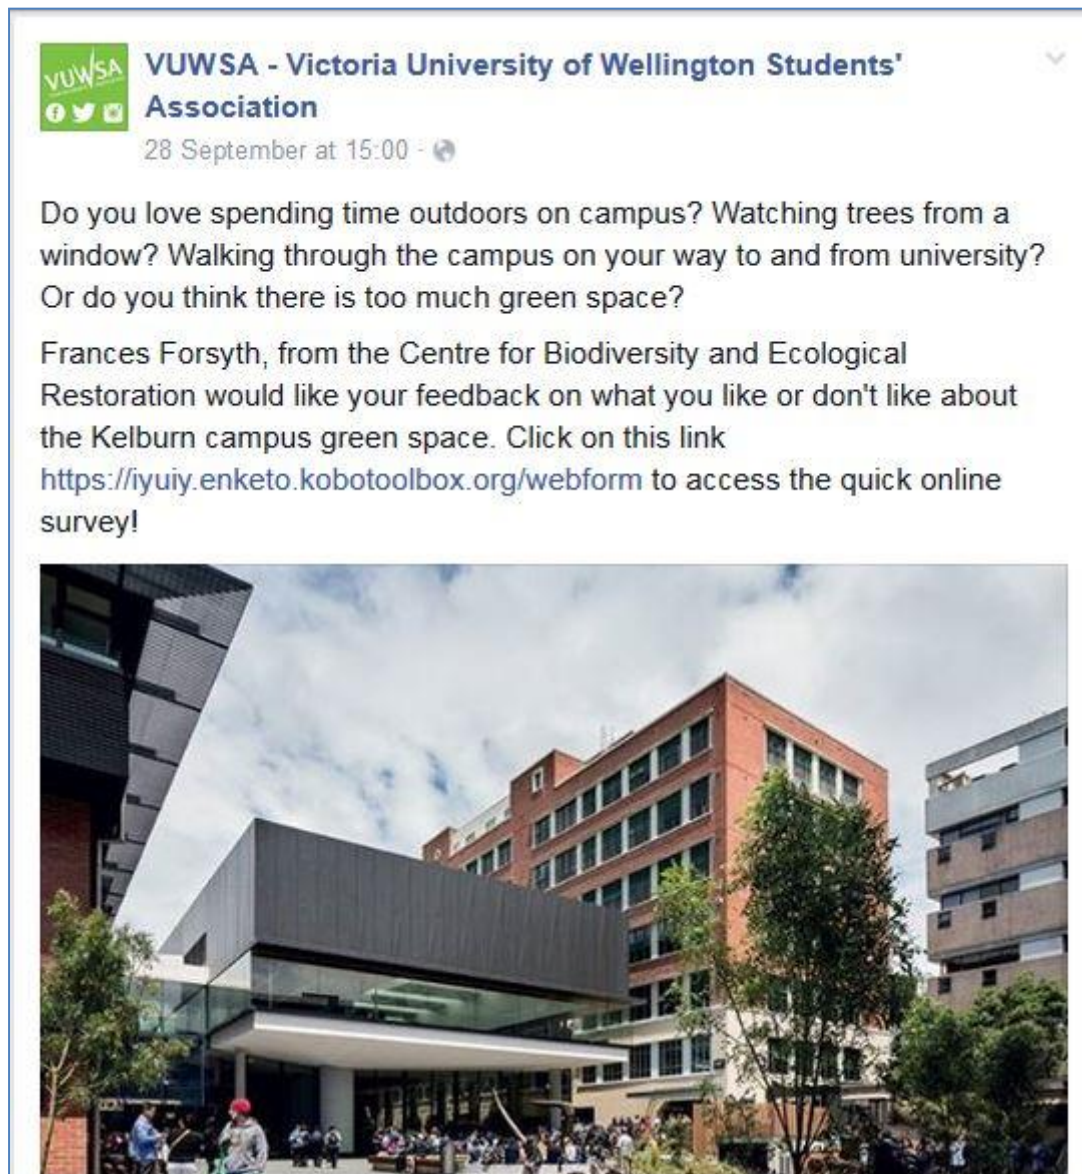 VUWSA
VUWSA - Victoria University of Wellington Students'
Association
28 September at 15:00 ·
Do you love spending time outdoors on campus? Watching trees from a
window? Walking through the campus on your way to and from university?
Or do you think there is too much green space?
Frances Forsyth, from the Centre for Biodiversity and Ecological
Restoration would like your feedback on what you like or don't like about
the Kelburn campus green space. Click on this link
https://iyuiy.enketo.kobotoolbox.org/webform to access the quick online
survey!